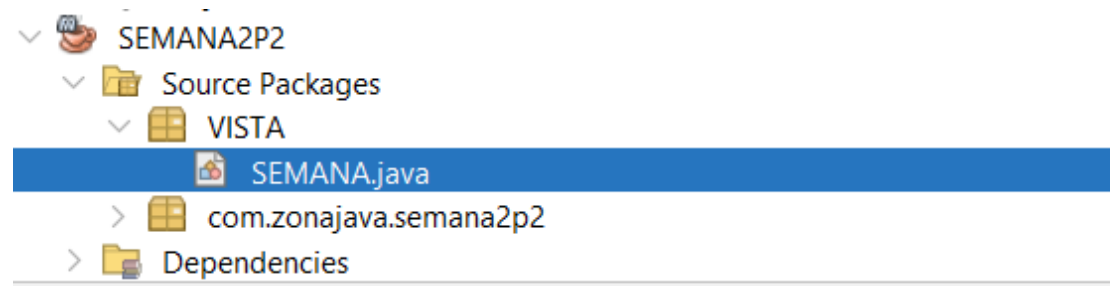 SEMANA2P2
Source Packages
VISTA
SEMANA.java
com.zonajava.semana2p2
Dependencies